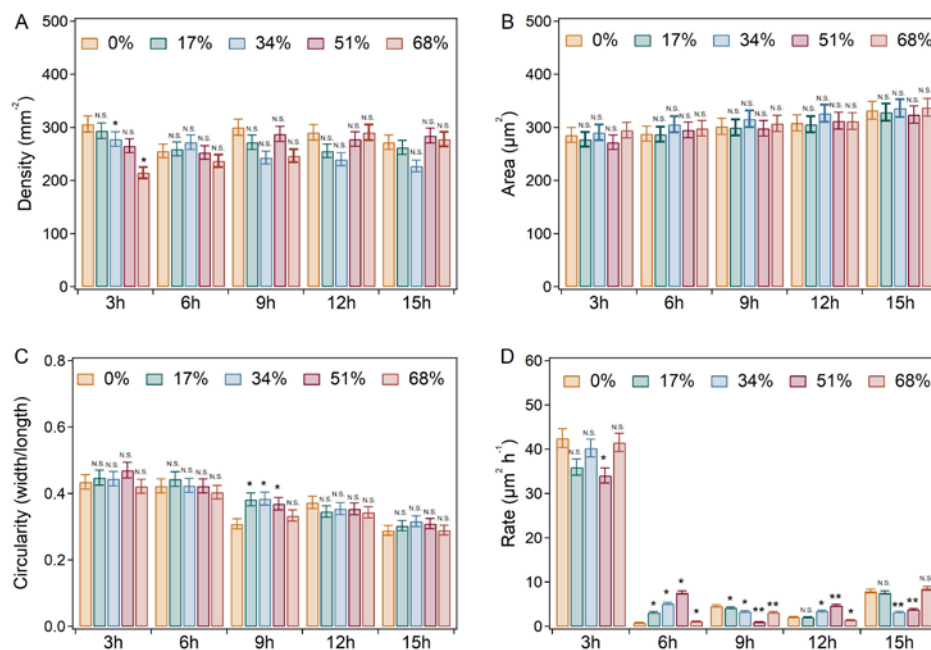 A
B
500
0% 17% 34% 51% 68%
500
0% 17% 34% 51% 68%
400
400
Density (mm⁻²)
Area (µm²)
300
300
N.S. * N.S. * N.S. N.S. N.S. N.S. N.S. N.S. N.S. N.S. N.S. N.S. N.S. N.S. N.S. N.S. N.S. N.S.
N.S. N.S. N.S. N.S. N.S. N.S. N.S. N.S. N.S. N.S. N.S. N.S. N.S. N.S. N.S. N.S. N.S. N.S. N.S. N.S.
200
200
100
100
0
0
3h 6h 9h 12h 15h
3h 6h 9h 12h 15h
C
D
0.8
0% 17% 34% 51% 68%
60
0% 17% 34% 51% 68%
50
0.6
Circularity (width/length)
Rate (µm² h⁻¹)
N.S. N.S. N.S. N.S. N.S. N.S. N.S. N.S. * * * N.S. N.S. N.S. N.S. N.S. N.S. N.S. N.S. N.S.
N.S. N.S. * N.S. * * * * * * ** ** N.S. * ** * N.S. ** ** N.S.
40
0.4
30
20
0.2
10
0.0
0
3h 6h 9h 12h 15h
3h 6h 9h 12h 15h